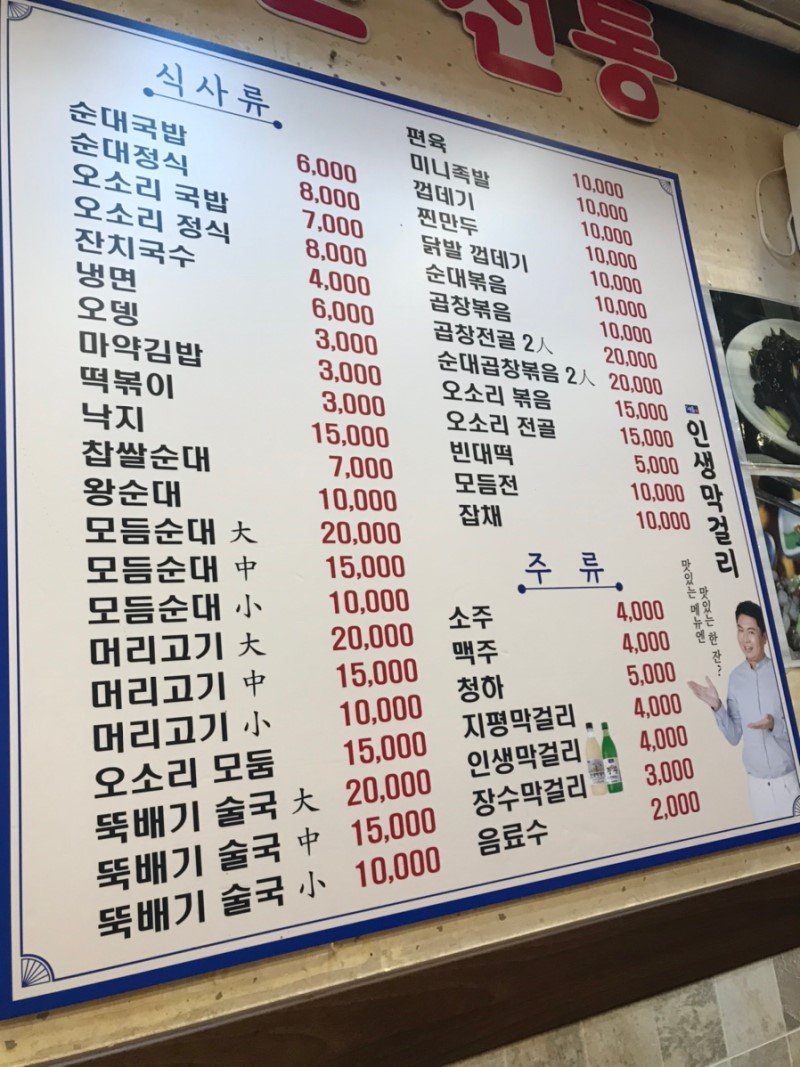 전통
식사류
순대국밥 6,000
순대정식 8,000
오소리 국밥 7,000
오소리 정식 8,000
잔치국수 4,000
냉면 6,000
오뎅 3,000
마약김밥 3,000
떡볶이 3,000
낙지 15,000
찹쌀순대 7,000
왕순대 10,000
모듬순대 大 20,000
모듬순대 中 15,000
모듬순대 小 10,000
머리고기 大 20,000
머리고기 中 15,000
머리고기 小 10,000
오소리 모둠 15,000
뚝배기 술국 大 20,000
뚝배기 술국 中 15,000
뚝배기 술국 小 10,000
편육 10,000
미니족발 10,000
껍데기 10,000
찐만두 10,000
닭발 껍데기 10,000
순대볶음 10,000
곱창볶음 10,000
곱창전골 2人 20,000
순대곱창볶음 2人 20,000
오소리 볶음 15,000
오소리 전골 15,000
빈대떡 5,000
모듬전 10,000
잡채 10,000
주 류
소주 4,000
맥주 4,000
청하 5,000
지평막걸리 4,000
인생막걸리 4,000
장수막걸리 3,000
음료수 2,000
인생막걸리
맛있는 메뉴엔
맛있는 한 잔?